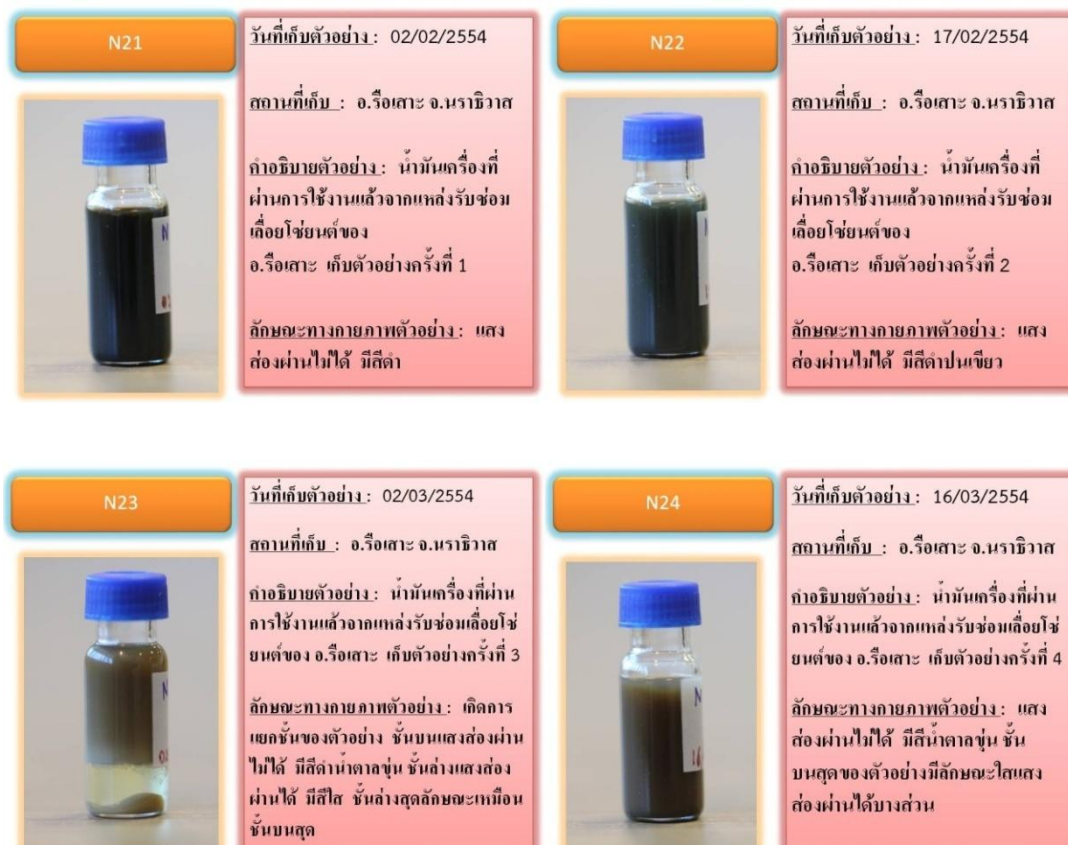 N21
วันที่เก็บตัวอย่าง : 02/02/2554
สถานที่เก็บ : อ.รือเสาะ จ.นราธิวาส
คำอธิบายตัวอย่าง : น้ำมันเครื่องที่
ผ่านการใช้งานแล้วจากแหล่งรับซ่อม
เลื่อยโซ่ยนต์ของ
อ.รือเสาะ เก็บตัวอย่างครั้งที่ 1
ลักษณะทางกายภาพตัวอย่าง : แสง
ส่องผ่านไม่ได้ มีสีดำ
N22
วันที่เก็บตัวอย่าง : 17/02/2554
สถานที่เก็บ : อ.รือเสาะ จ.นราธิวาส
คำอธิบายตัวอย่าง : น้ำมันเครื่องที่
ผ่านการใช้งานแล้วจากแหล่งรับซ่อม
เลื่อยโซ่ยนต์ของ
อ.รือเสาะ เก็บตัวอย่างครั้งที่ 2
ลักษณะทางกายภาพตัวอย่าง : แสง
ส่องผ่านไม่ได้ มีสีดำปนเขียว
N23
วันที่เก็บตัวอย่าง : 02/03/2554
สถานที่เก็บ : อ.รือเสาะ จ.นราธิวาส
คำอธิบายตัวอย่าง : น้ำมันเครื่องที่ผ่าน
การใช้งานแล้วจากแหล่งรับซ่อมเลื่อยโซ่
ยนต์ของ อ.รือเสาะ เก็บตัวอย่างครั้งที่ 3
ลักษณะทางกายภาพตัวอย่าง : เกิดการ
แยกชั้นของตัวอย่าง ชั้นบนแสงส่องผ่าน
ไม่ได้ มีสีดำน้ำตาลขุ่น ชั้นล่างแสงส่อง
ผ่านได้ มีสีใส ชั้นล่างสุดลักษณะเหมือน
ชั้นบนสุด
N24
วันที่เก็บตัวอย่าง : 16/03/2554
สถานที่เก็บ : อ.รือเสาะ จ.นราธิวาส
คำอธิบายตัวอย่าง : น้ำมันเครื่องที่ผ่าน
การใช้งานแล้วจากแหล่งรับซ่อมเลื่อยโซ่
ยนต์ของ อ.รือเสาะ เก็บตัวอย่างครั้งที่ 4
ลักษณะทางกายภาพตัวอย่าง : แสง
ส่องผ่านไม่ได้ มีสีน้ำตาลขุ่น ชั้น
บนสุดของตัวอย่างมีลักษณะใสแสง
ส่องผ่านได้บางส่วน